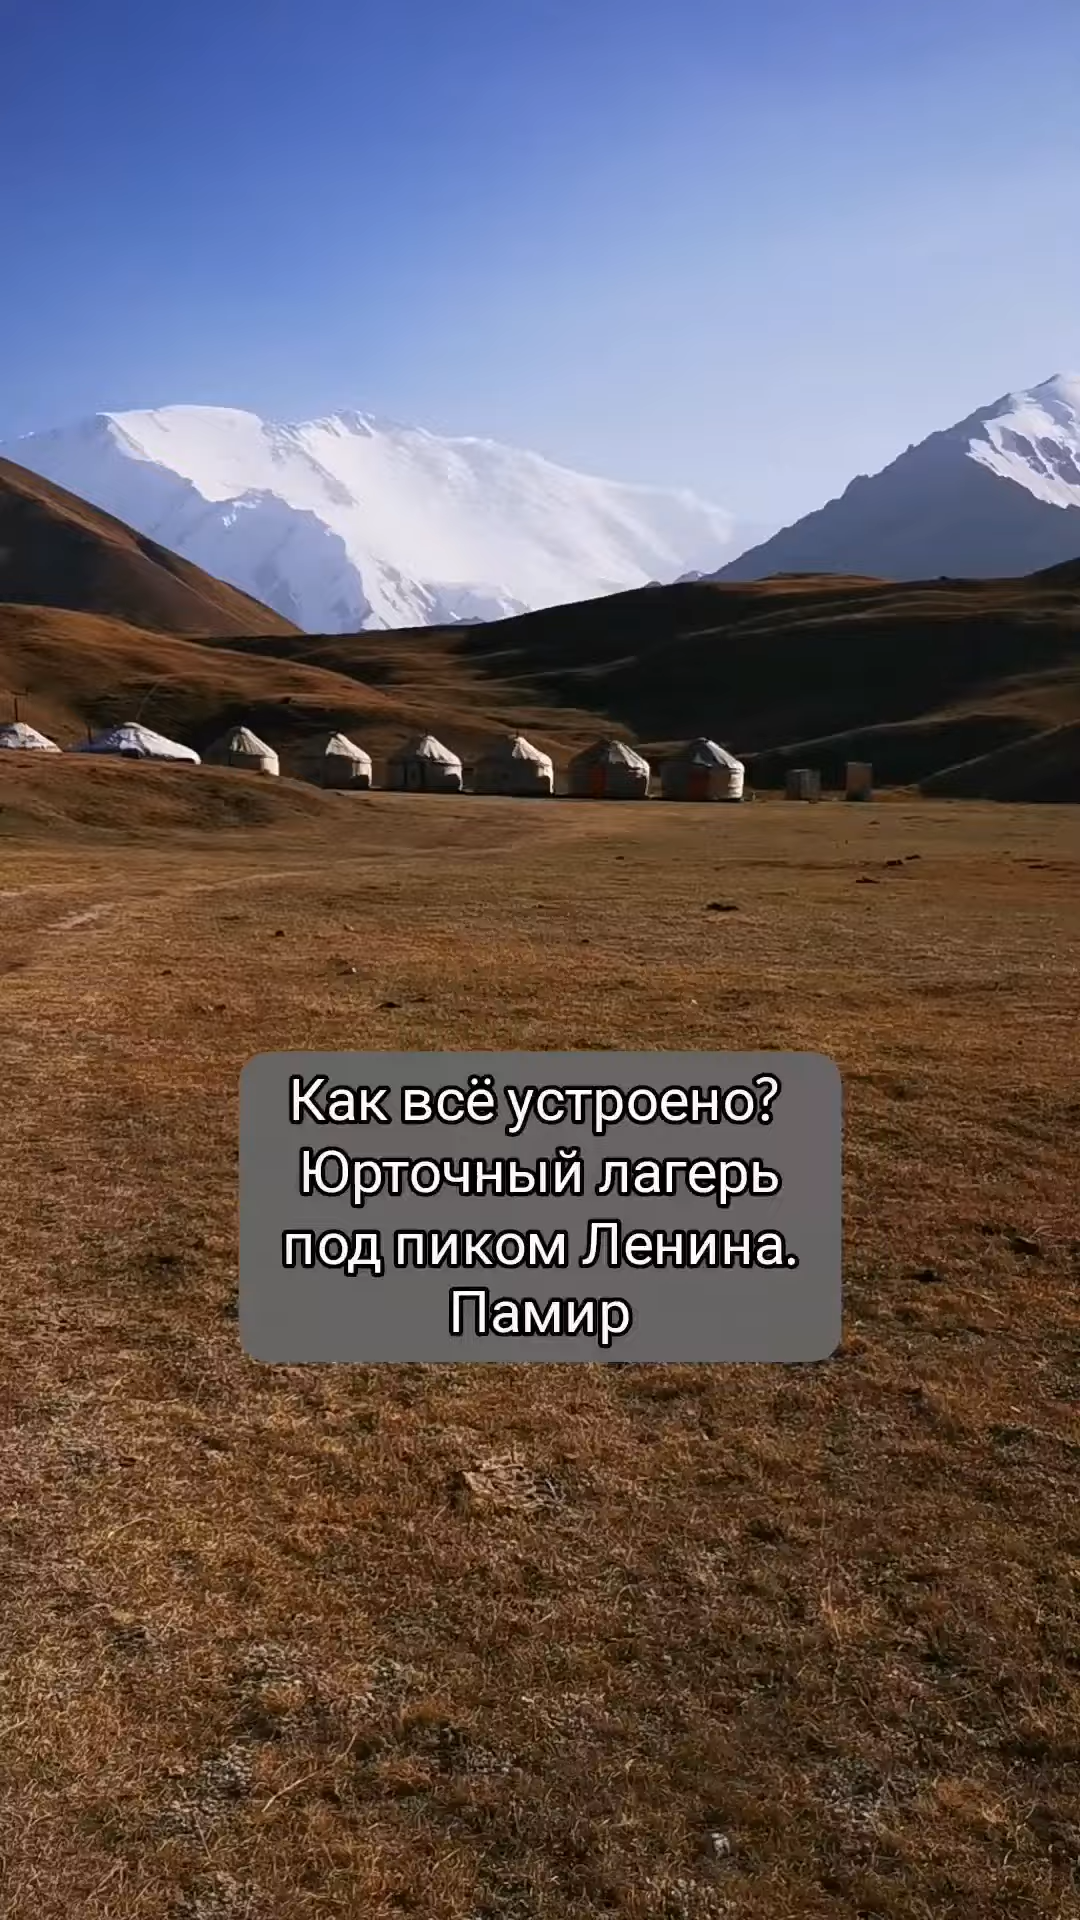 Как всё устроено?
Юрточный лагерь
под пиком Ленина.
Памир